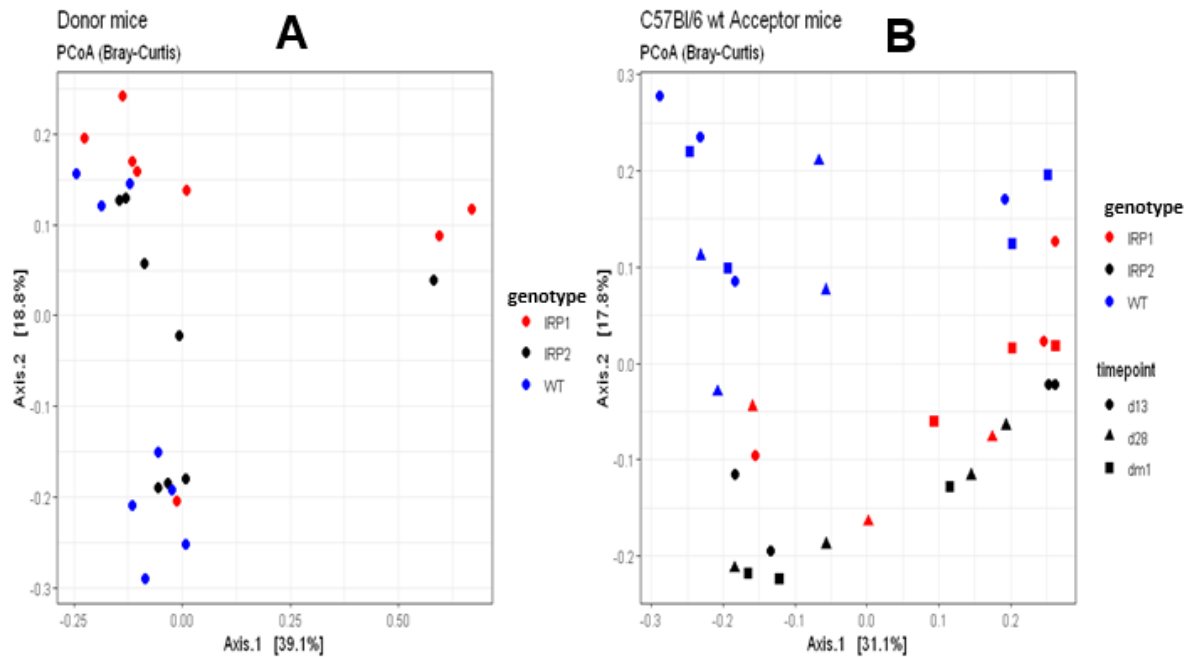 Donor mice
A
PCoA (Bray-Curtis)
0.2
0.1
0.0
-0.1
-0.2
-0.3
Axis.2 [18.8%]
-0.25
0.00
0.25
0.50
Axis.1 [39.1%]
genotype
IRP1
IRP2
WT
C57Bl/6 wt Acceptor mice
B
PCoA (Bray-Curtis)
0.3
0.2
0.1
0.0
-0.1
-0.2
Axis.2 [17.8%]
-0.3
-0.2
-0.1
0.0
0.1
0.2
Axis.1 [31.1%]
genotype
IRP1
IRP2
WT
timepoint
d13
d28
dm1